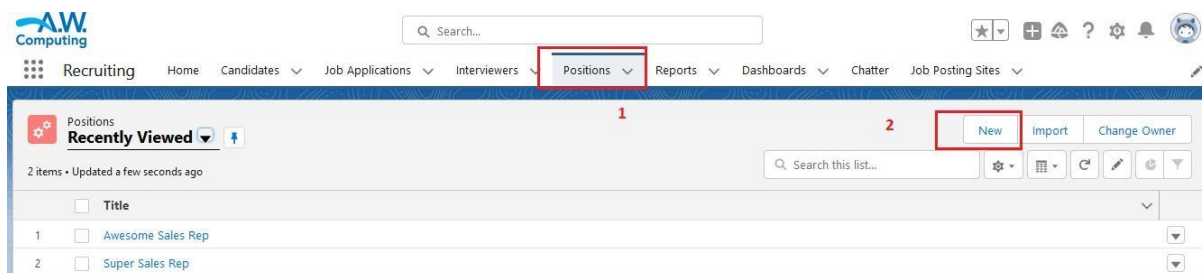 A.W.
Computing
Search...
Recruiting Home Candidates Job Applications Interviewers Positions Reports Dashboards Chatter Job Posting Sites
1
Positions
Recently Viewed
2
New Import Change Owner
2 items • Updated a few seconds ago
Search this list...
Title
1 Awesome Sales Rep
2 Super Sales Rep